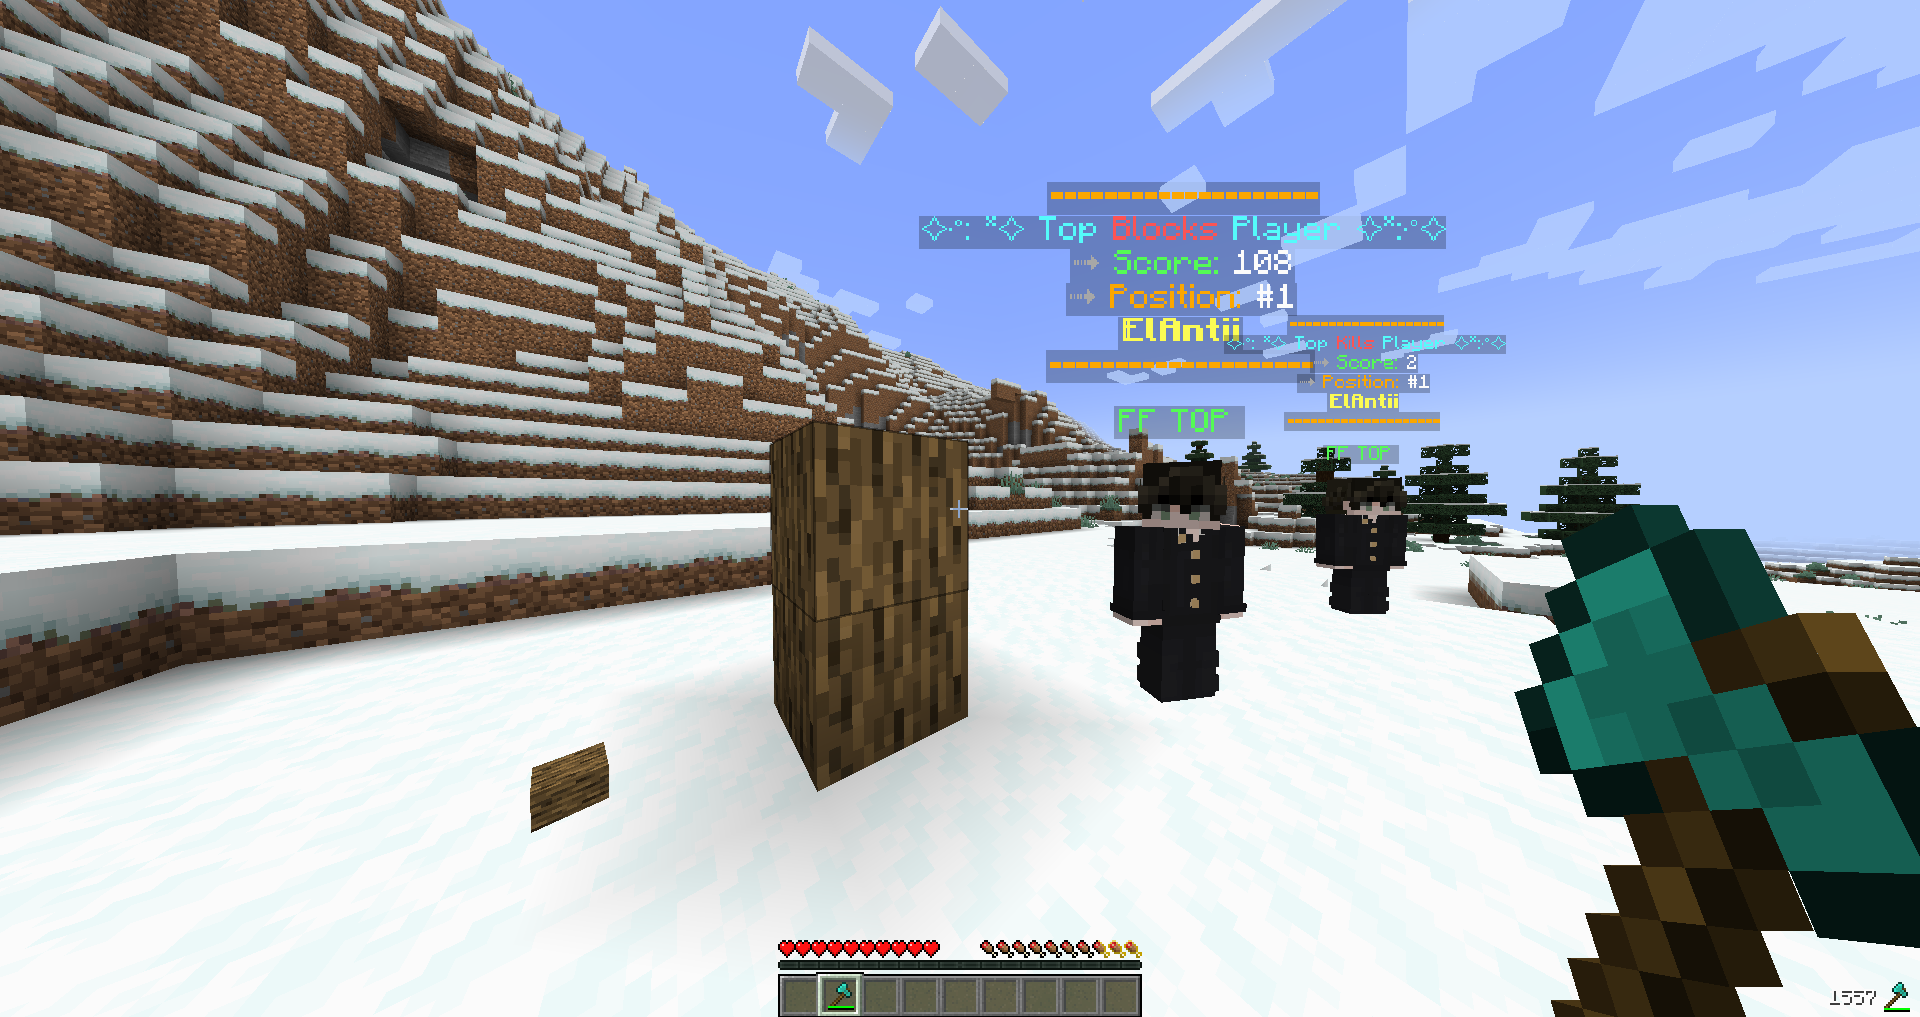 Top Blocks Player
Score: 108
Position: #1
ElAntii
FF TOP
Top Klls Player
Score: 2
Position: #1
ElAntii
FF TOP
1557